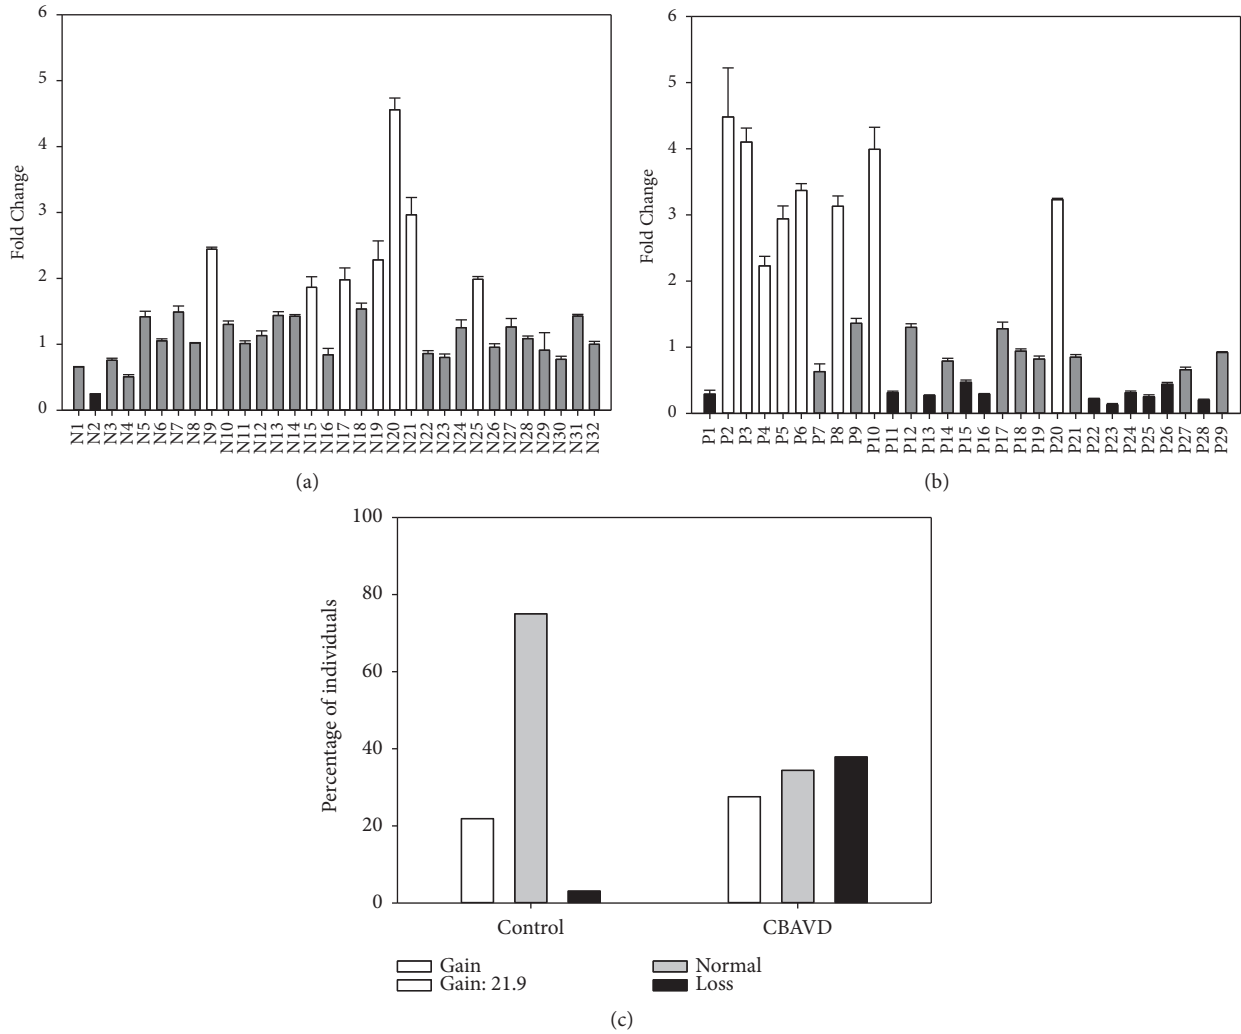 6
5
4
3
2
1
0
Fold Change
N1 N2 N3 N4 N5 N6 N7 N8 N9 N10 N11 N12 N13 N14 N15 N16 N17 N18 N19 N20 N21 N22 N23 N24 N25 N26 N27 N28 N29 N30 N31 N32
(a)
6
5
4
3
2
1
0
Fold Change
P1 P2 P3 P4 P5 P6 P7 P8 P9 P10 P11 P12 P13 P14 P15 P16 P17 P18 P19 P20 P21 P22 P23 P24 P25 P26 P27 P28 P29
(b)
100
80
60
40
20
0
Percentage of individuals
Control CBAVD
Gain Normal
Gain: 21.9 Loss
(c)